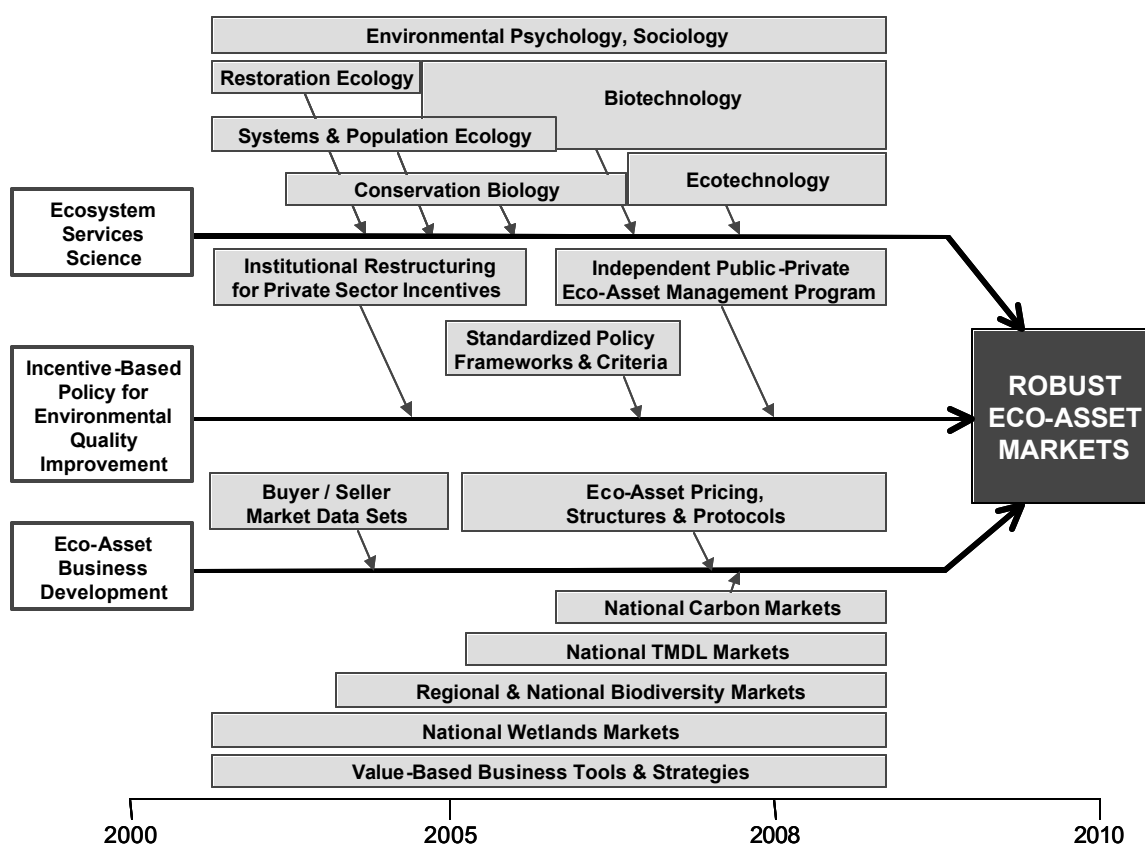 Environmental Psychology, Sociology
Restoration Ecology
Biotechnology
Systems & Population Ecology
Ecotechnology
Conservation Biology
Ecosystem
Services
Science
Institutional Restructuring
for Private Sector Incentives
Independent Public-Private
Eco-Asset Management Program
Standardized Policy
Frameworks & Criteria
Incentive-Based
Policy for
Environmental
Quality
Improvement
ROBUST
ECO-ASSET
MARKETS
Buyer / Seller
Market Data Sets
Eco-Asset Pricing,
Structures & Protocols
Eco-Asset
Business
Development
National Carbon Markets
National TMDL Markets
Regional & National Biodiversity Markets
National Wetlands Markets
Value-Based Business Tools & Strategies
2000 2005 2008 2010